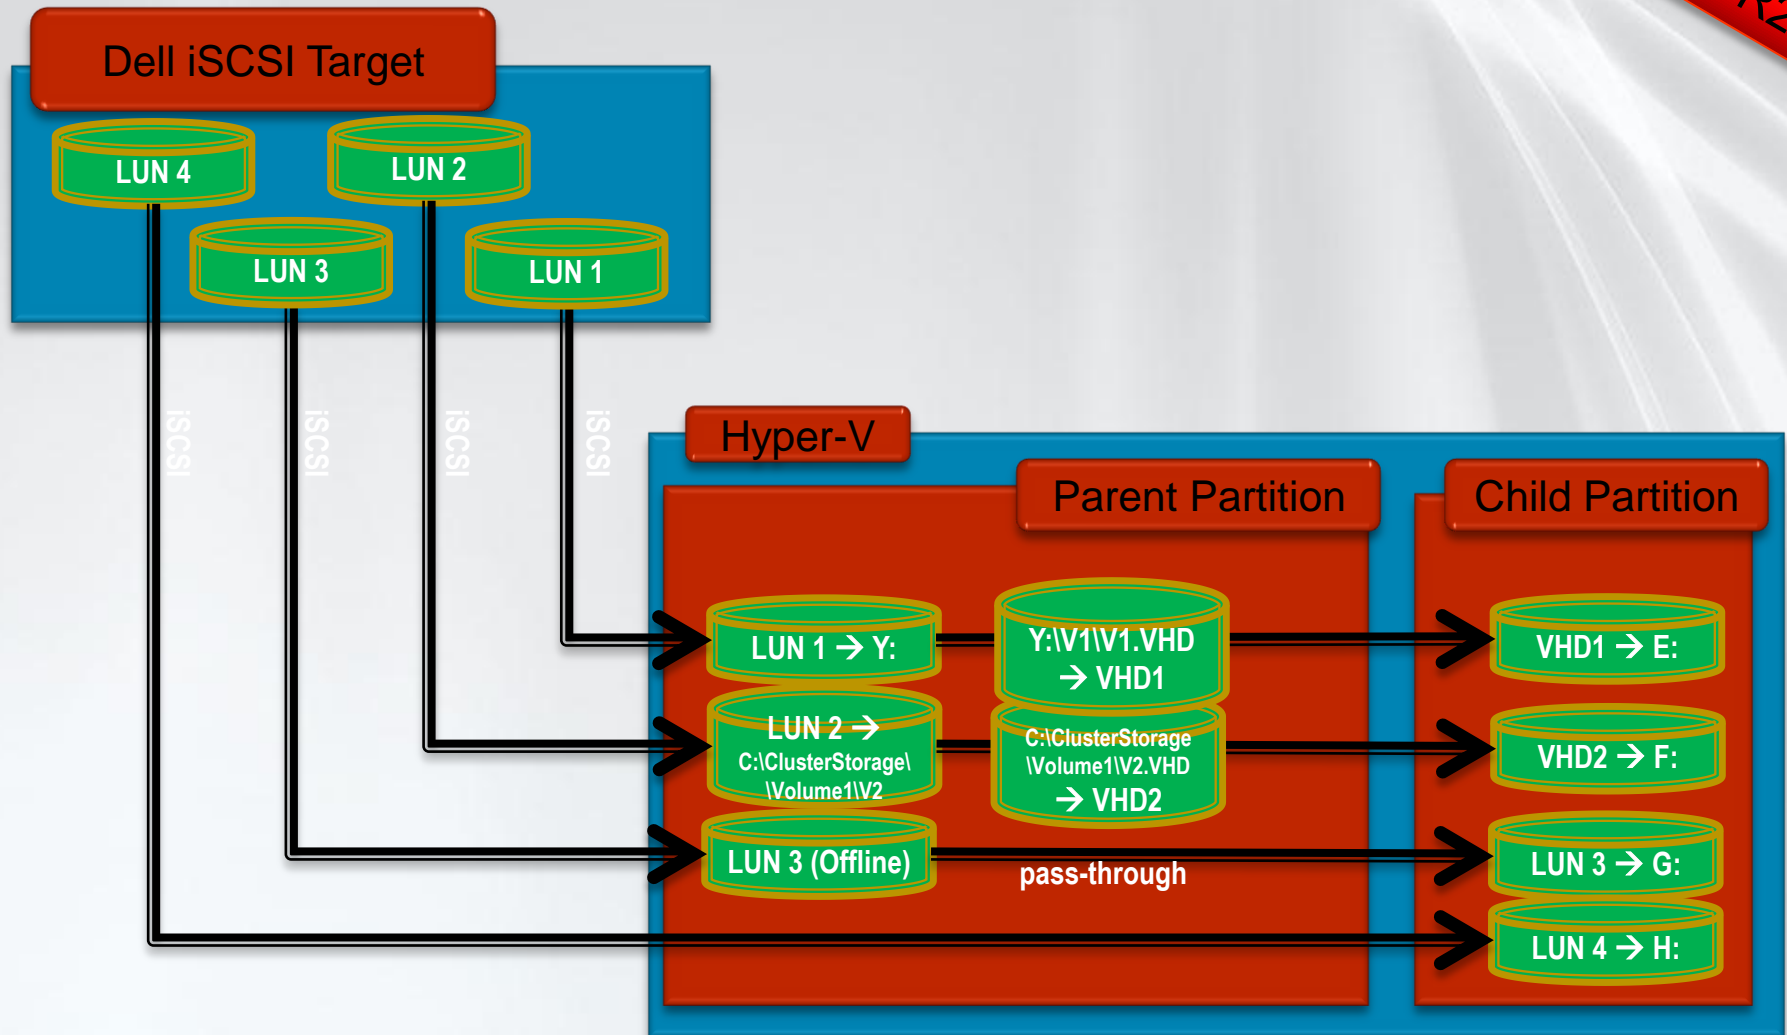 R2
Dell iSCSI Target
LUN 4
LUN 2
LUN 3
LUN 1
iSCSI
iSCSI
iSCSI
iSCSI
Hyper-V
Parent Partition
Child Partition
LUN 1 → Y:
Y:\V1\V1.VHD
→ VHD1
VHD1 → E:
LUN 2 →
C:\ClusterStorage\
\Volume1\V2
C:\ClusterStorage
\Volume1\V2.VHD
→ VHD2
VHD2 → F:
LUN 3 (Offline)
pass-through
LUN 3 → G:
LUN 4 → H: